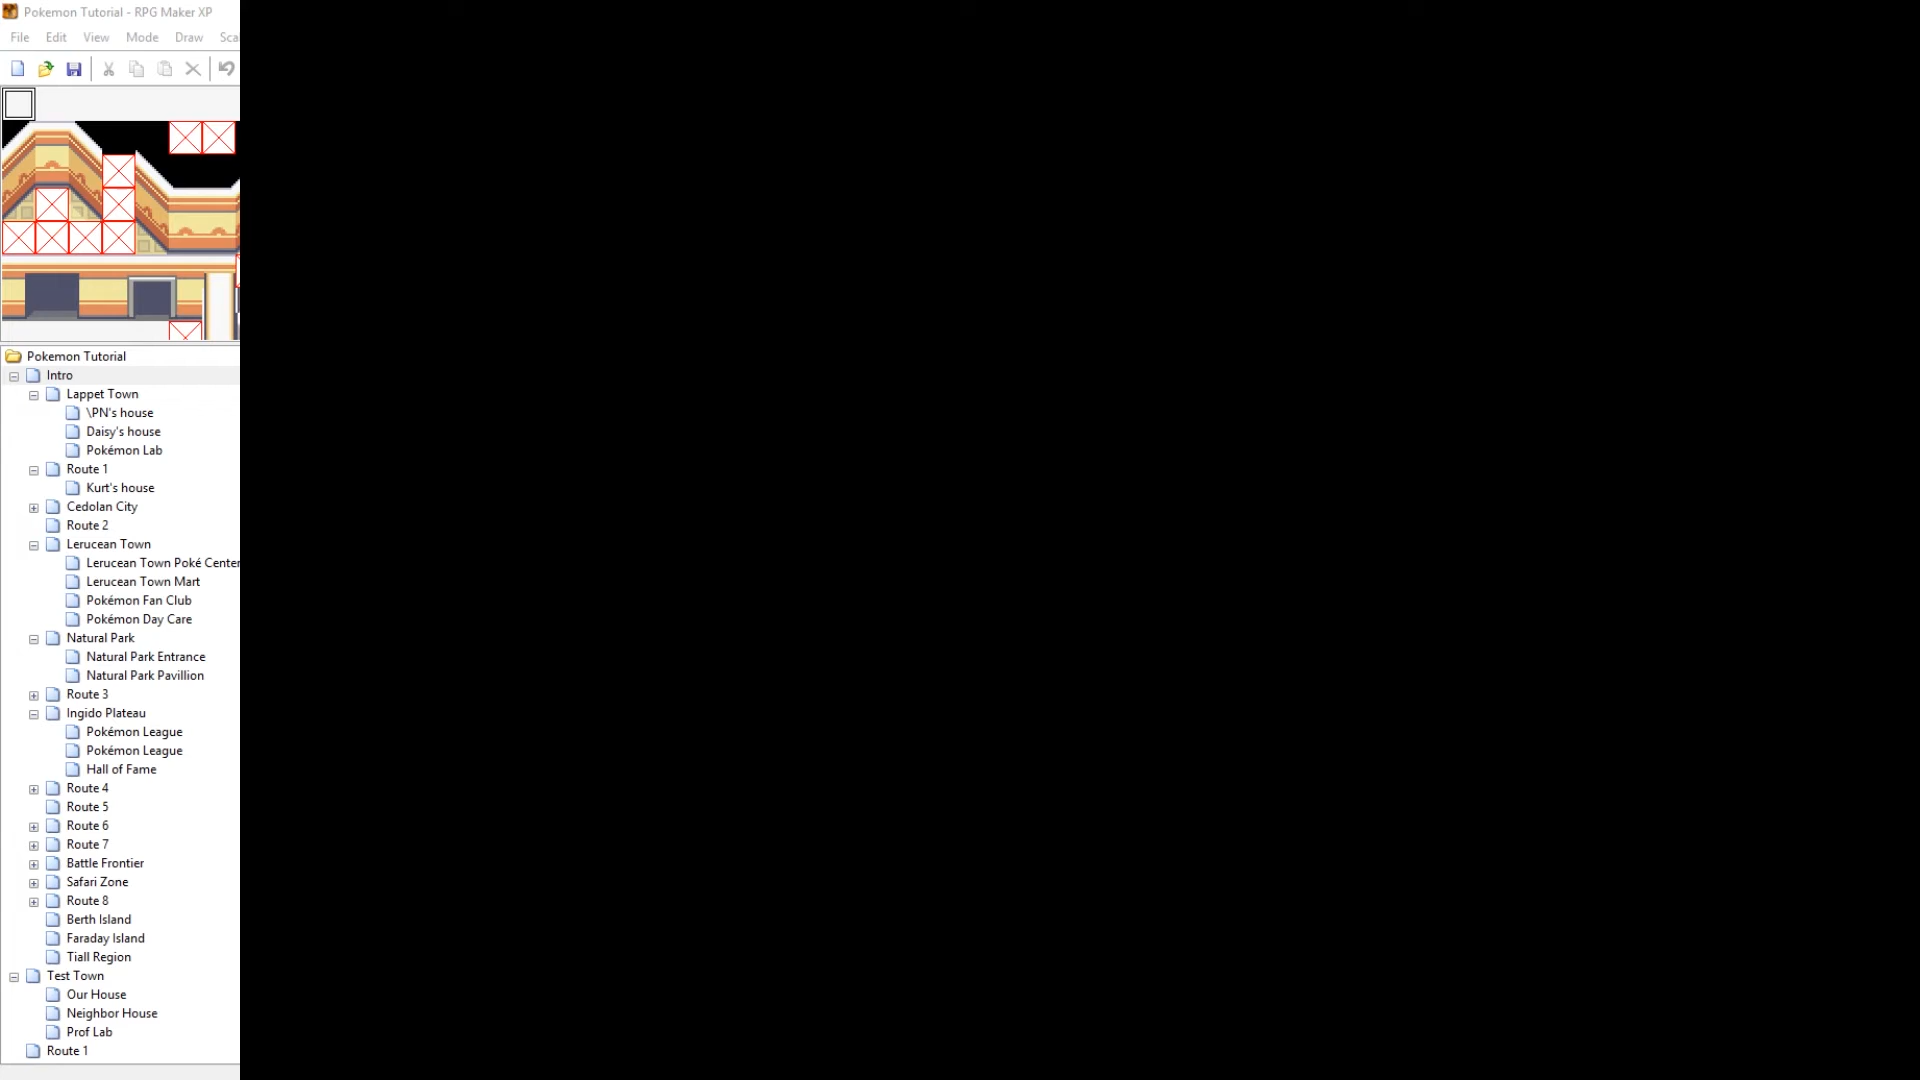 Pokemon Tutorial - RPG Maker XP
File Edit View Mode Draw
Pokemon Tutorial
Intro
Lappet Town
\PN's house
Daisy's house
Pokémon Lab
Route 1
Kurt's house
Cedolan City
Route 2
Lerucean Town
Lerucean Town Poké Center
Lerucean Town Mart
Pokémon Fan Club
Pokémon Day Care
Natural Park
Natural Park Entrance
Natural Park Pavillion
Route 3
Ingido Plateau
Pokémon League
Pokémon League
Hall of Fame
Route 4
Route 5
Route 6
Route 7
Battle Frontier
Safari Zone
Route 8
Berth Island
Faraday Island
Tiall Region
Test Town
Our House
Neighbor House
Prof Lab
Route 1